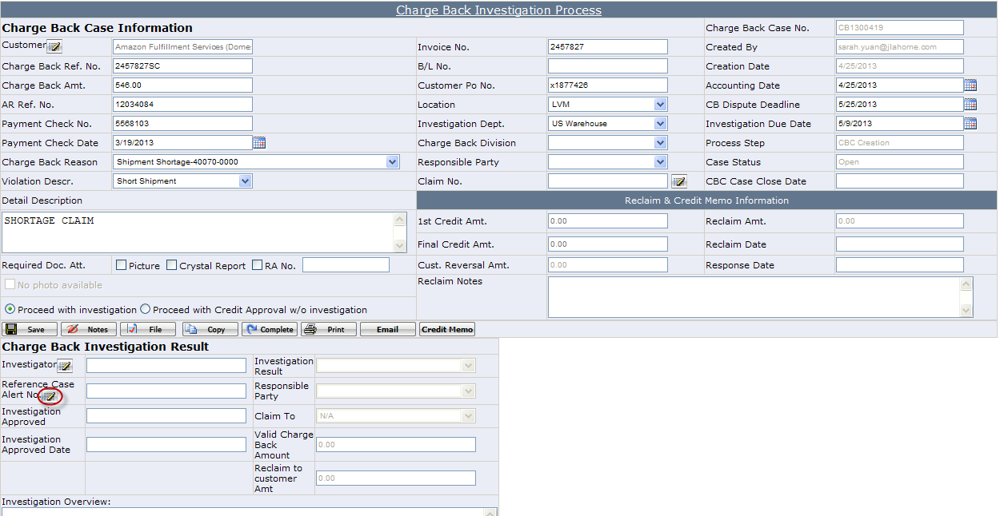 Charge Back Investigation Process
Charge Back Case Information Charge Back Case No. CB1300419
Customer Amazon Fulfillment Services (Dome Invoice No. 2457827 Created By sarah.yuan@jlahome.com
Charge Back Ref. No. 2457827SC B/L No. Creation Date 4/25/2013
Charge Back Amt. 546.00 Customer Po No. x1877426 Accounting Date 4/25/2013
AR Ref. No. 12034084 Location LVM CB Dispute Deadline 5/25/2013
Payment Check No. 5568103 Investigation Dept. US Warehouse Investigation Due Date 5/9/2013
Payment Check Date 3/19/2013 Charge Back Division Process Step CBC Creation
Charge Back Reason Shipment Shortage-40070-0000 Responsible Party Case Status Open
Violation Descr. Short Shipment Claim No. CBC Case Close Date
Detail Description Reclaim & Credit Memo Information
SHORTAGE CLAIM 1st Credit Amt. 0.00 Reclaim Amt. 0.00
Final Credit Amt. 0.00 Reclaim Date
Required Doc. Att. Picture Crystal Report RA No. Cust. Reversal Amt. 0.00 Response Date
No photo available Reclaim Notes
Proceed with investigation Proceed with Credit Approval w/o investigation
Save Notes File Copy Complete Print Email Credit Memo
Charge Back Investigation Result
Investigator Investigation
Result
Reference Case
Alert No. Responsible
Party
Investigation
Approved Claim To N/A
Investigation
Approved Date Valid Charge
Back
Amount 0.00
Reclaim to
customer
Amt 0.00
Investigation Overview: